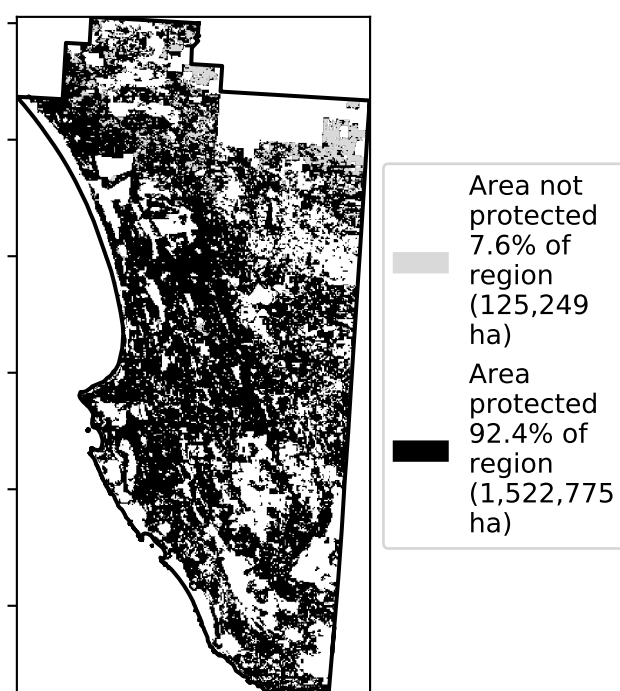 Area not
protected
7.6% of
region
(125,249
ha)
Area
protected
92.4% of
region
(1,522,775
ha)